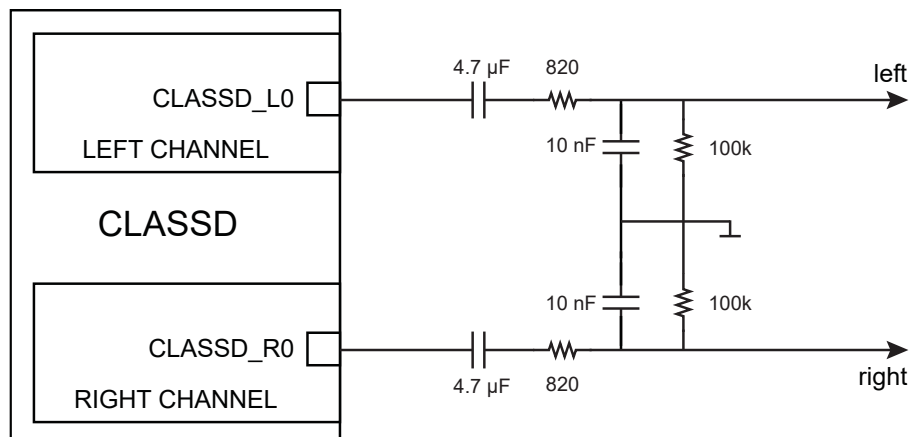 4.7 µF
820
left
CLASSD_L0
10 nF
100k
LEFT CHANNEL
CLASSD
10 nF
100k
CLASSD_R0
right
4.7 µF
820
RIGHT CHANNEL